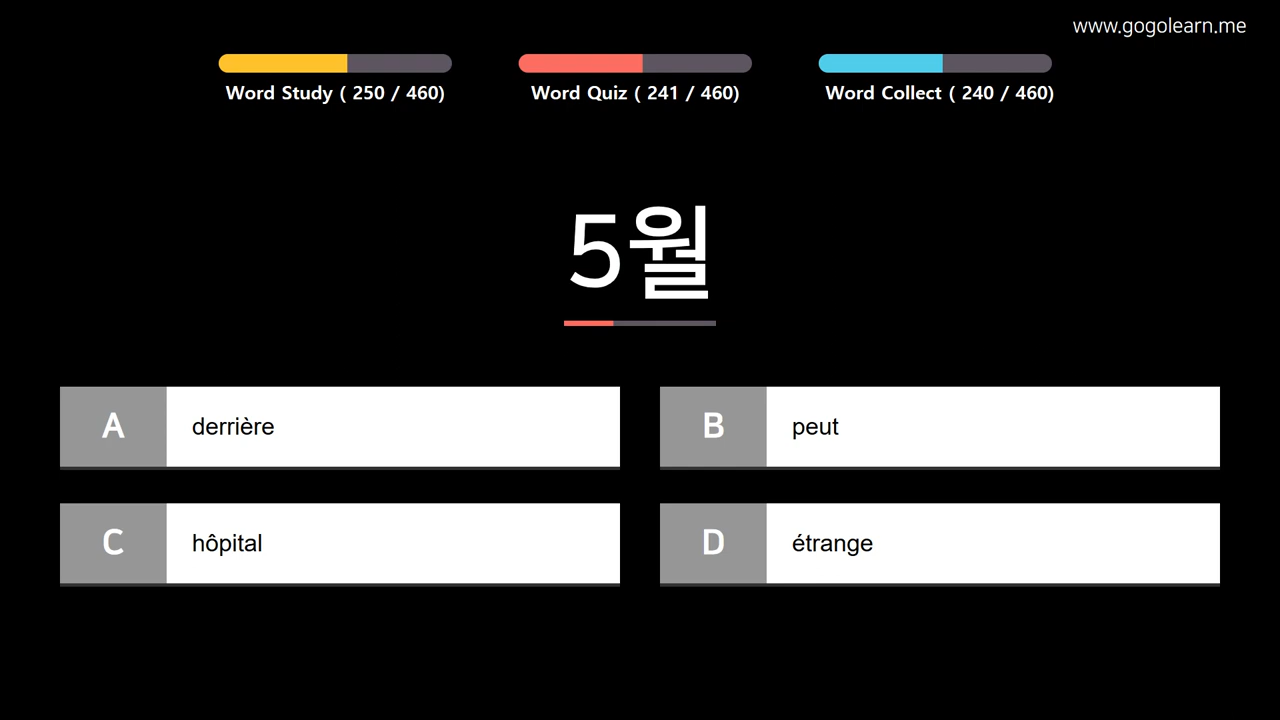 www.gogolearn.me
Word Study ( 250 / 460)
Word Quiz ( 241 / 460)
Word Collect ( 240 / 460)
5월
A derrière
B peut
C hôpital
D étrange